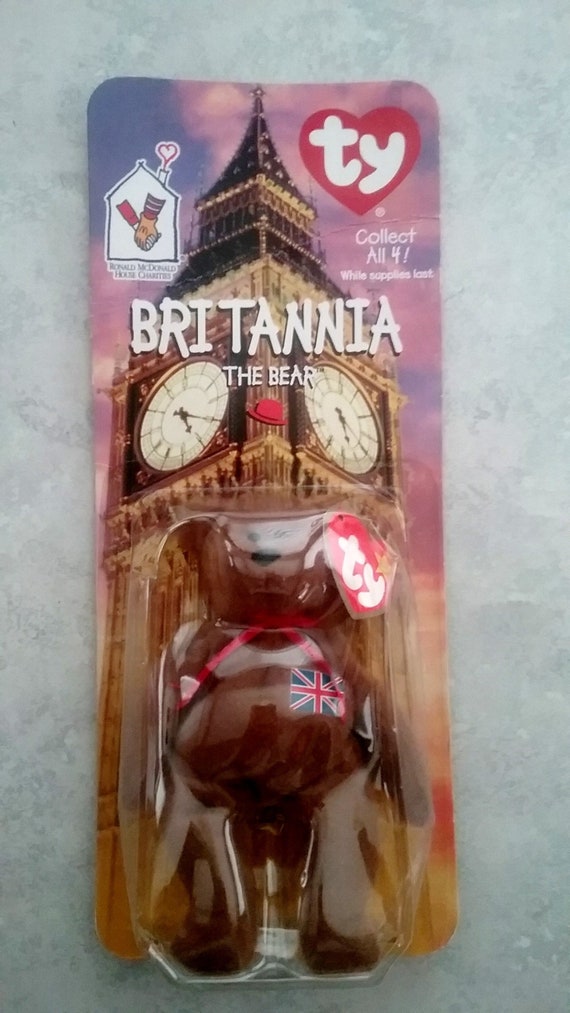 ty
®
Collect
All 4!
While supplies last
RONALD McDONALD
HOUSE CHARITIES
BRITANNIA
THE BEAR
ty